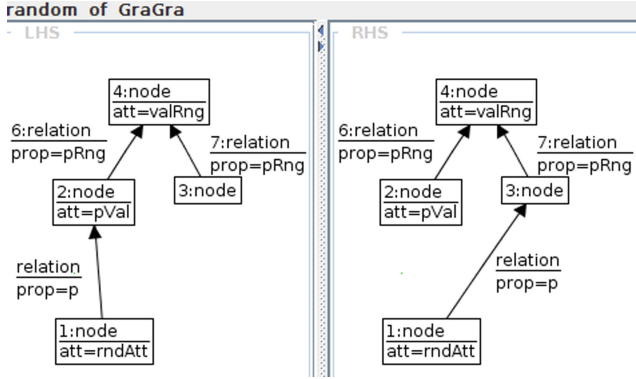 random of GraGra
LHS
4:node
att=valRng
6:relation
prop=pRng
7:relation
prop=pRng
2:node
att=pVal
3:node
relation
prop=p
1:node
att=rndAtt
RHS
4:node
att=valRng
6:relation
prop=pRng
7:relation
prop=pRng
2:node
att=pVal
3:node
relation
prop=p
1:node
att=rndAtt